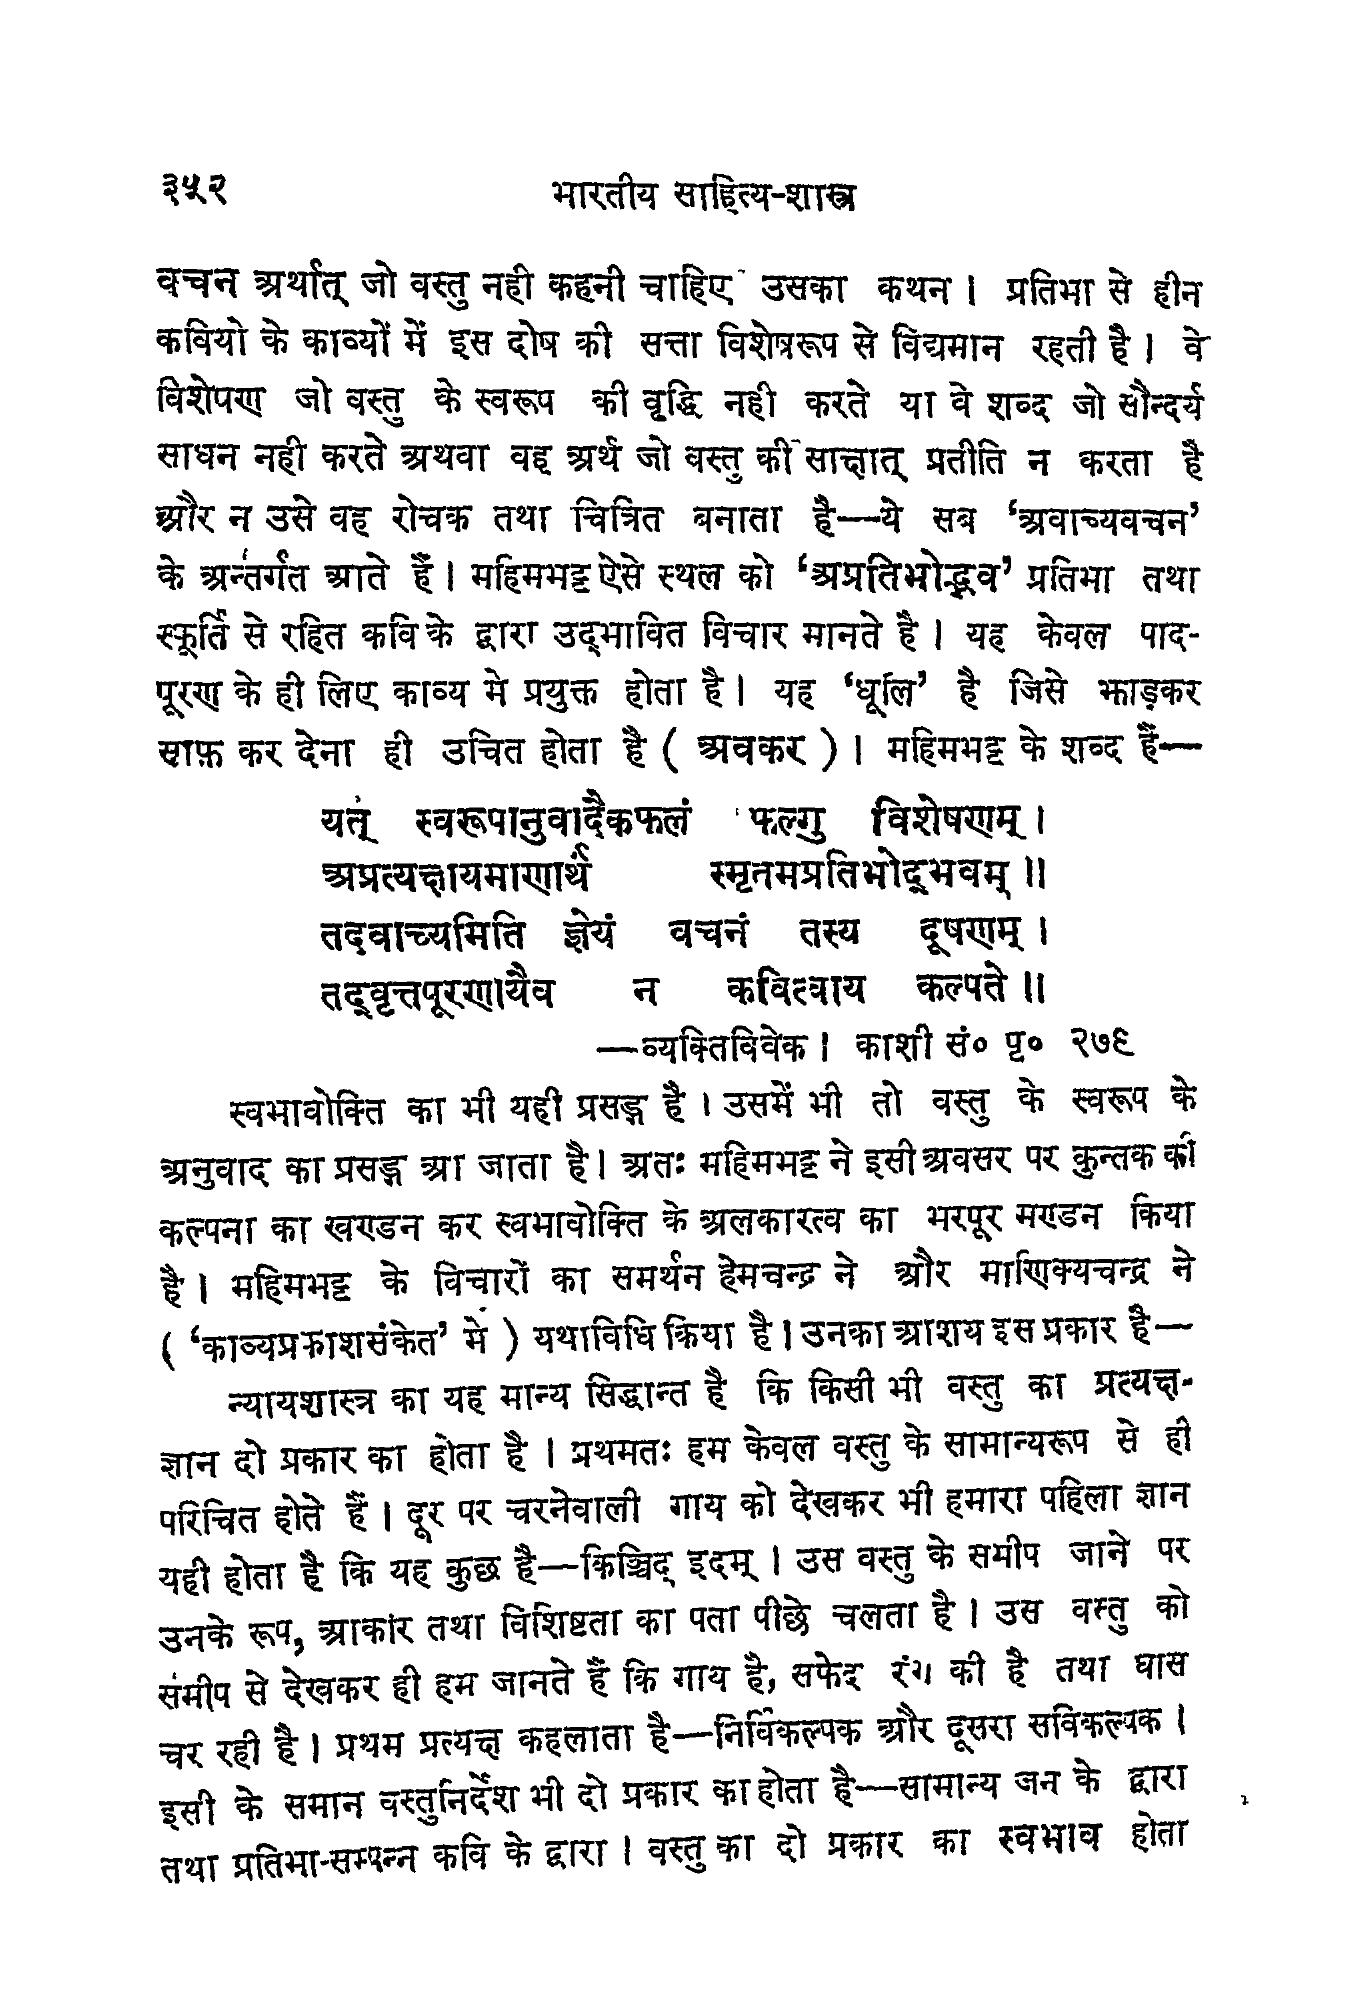 ३५२ भारतीय साहित्य-शास्त्र
वचन अर्थात् जो वस्तु नही कहनी चाहिए उसका कथन। प्रतिभा से हीन
कवियो के काव्यों में इस दोष की सत्ता विशेषरूप से विद्यमान रहती है। वे
विशेषण जो वस्तु के स्वरूप की वृद्धि नही करते या वे शब्द जो सौन्दर्य
साधन नही करते अथवा वह अर्थ जो वस्तु की साक्षात् प्रतीति न करता है
और न उसे वह रोचक तथा चित्रित बनाता है—ये सब ‘अवाच्यवचन’
के अन्तर्गत आते हैं। महिमभट्ट ऐसे स्थल को ‘अप्रतिभोद्भव’ प्रतिभा तथा
स्फूर्ति से रहित कवि के द्वारा उद्भावित विचार मानते है। यह केवल पाद-
पूरण के ही लिए काव्य मे प्रयुक्त होता है। यह ‘धूलि’ है जिसे झाड़कर
साफ़ कर देना ही उचित होता है ( अवकर )। महिमभट्ट के शब्द हैं—
यत्तं स्वरूपानुवादैकफलं फल्गु विशेषणम्।
अप्रत्यक्षायमाणार्थं स्मृतमप्रतिभोद्भवम्॥
तदवाच्यमिति ज्ञेयं वचनं तस्य दूषणम्।
तद्वृत्तपूरणायैव न कवित्वाय कल्पते॥
—व्यक्तिविवेक। काशी सं० पृ० २७६
स्वभावोक्ति का भी यही प्रसङ्ग है। उसमें भी तो वस्तु के स्वरूप के
अनुवाद का प्रसङ्ग आ जाता है। अतः महिमभट्ट ने इसी अवसर पर कुन्तक की
कल्पना का खण्डन कर स्वभावोक्ति के अलकारत्व का भरपूर मण्डन किया
है। महिमभट्ट के विचारों का समर्थन हेमचन्द्र ने और माणिक्यचन्द्र ने
( ‘काव्यप्रकाशसंकेत’ मे ) यथाविधि किया है। उनका आशय इस प्रकार है—
न्यायशास्त्र का यह मान्य सिद्धान्त है कि किसी भी वस्तु का प्रत्यक्ष-
ज्ञान दो प्रकार का होता है। प्रथमतः हम केवल वस्तु के सामान्यरूप से ही
परिचित होते हैं। दूर पर चरनेवाली गाय को देखकर भी हमारा पहिला ज्ञान
यही होता है कि यह कुछ है—किञ्चिद् इदम्। उस वस्तु के समीप जाने पर
उनके रूप, आकार तथा विशिष्टता का पता पीछे चलता है। उस वस्तु को
समीप से देखकर ही हम जानते हैं कि गाय है, सफेद रंग की है तथा घास
चर रही है। प्रथम प्रत्यक्ष कहलाता है—निर्विकल्पक और दूसरा सविकल्पक।
इसी के समान वस्तुनिर्देश भी दो प्रकार का होता है—सामान्य जन के द्वारा
तथा प्रतिभा-सम्पन्न कवि के द्वारा। वस्तु का दो प्रकार का स्वभाव होता